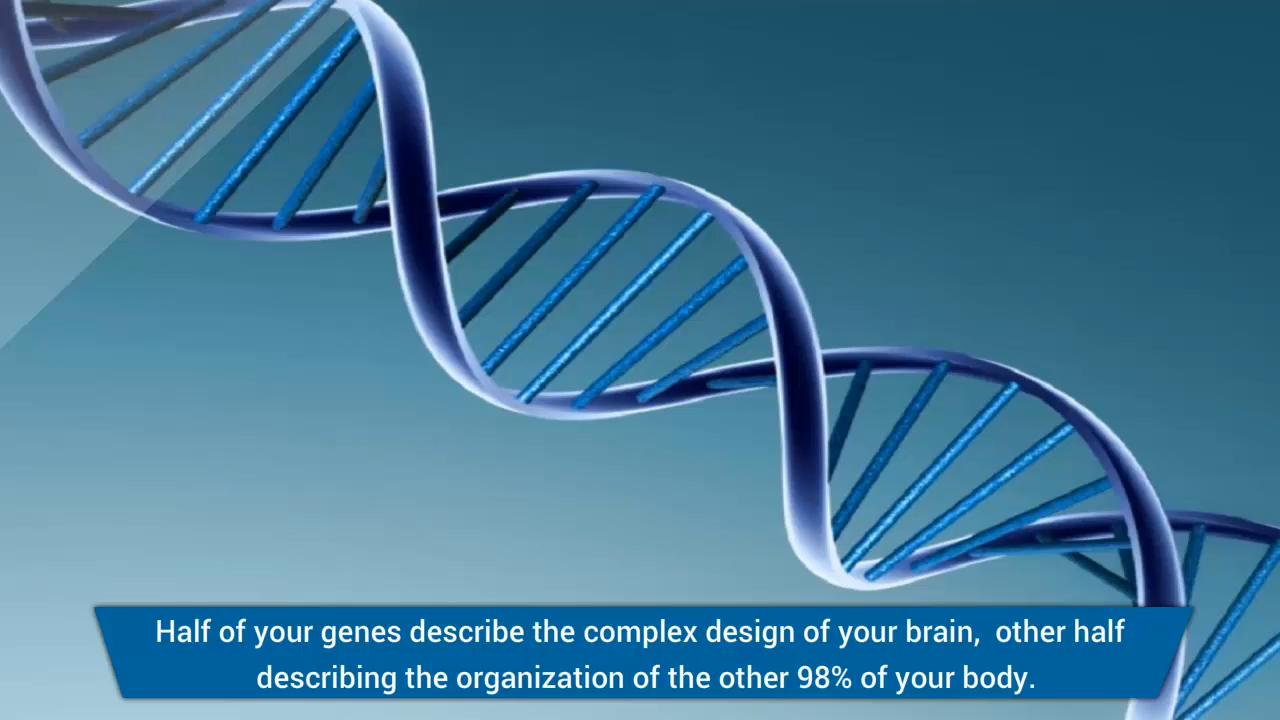 Half of your genes describe the complex design of your brain,  other half
describing the organization of the other 98% of your body.